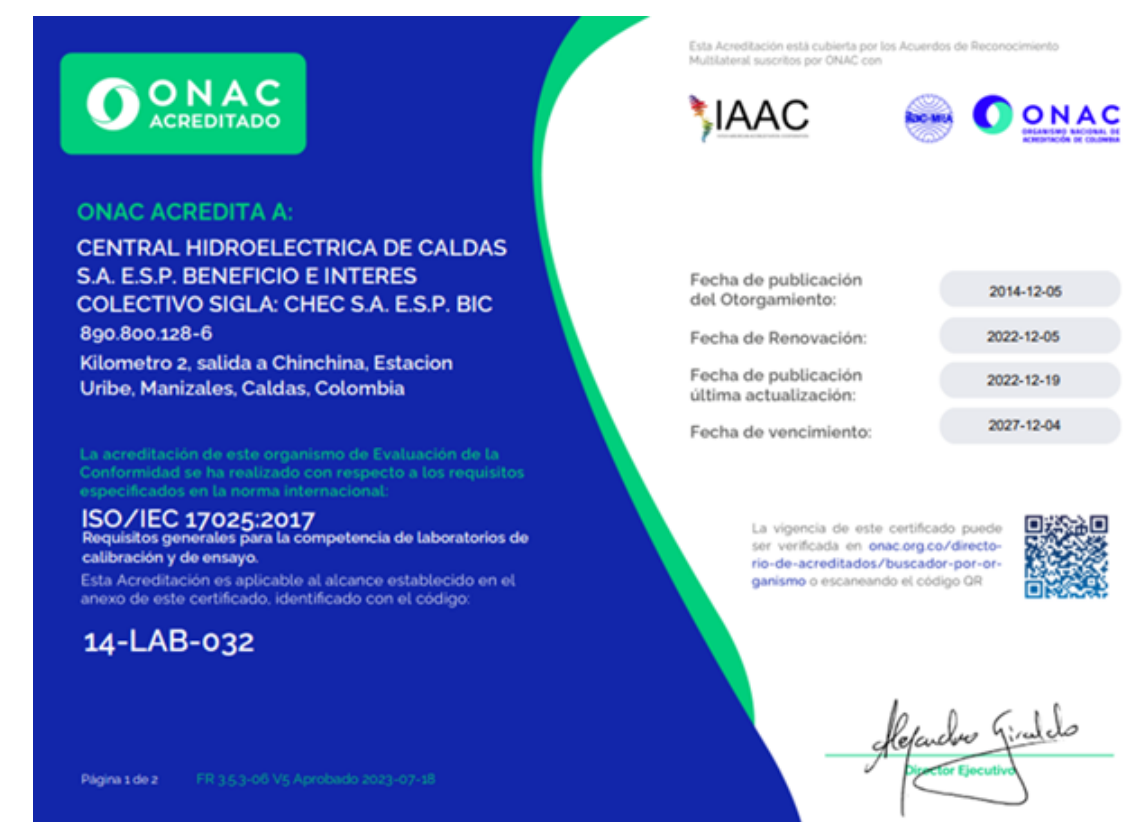 ONAC
ACREDITADO
ONAC ACREDITA A:
CENTRAL HIDROELECTRICA DE CALDAS
S.A. E.S.P. BENEFICIO E INTERES
COLECTIVO SIGLA: CHEC S.A. E.S.P. BIC
890.800.128-6
Kilometro 2, salida a Chinchina, Estacion
Uribe, Manizales, Caldas, Colombia
La acreditación de este organismo de Evaluación de la
Conformidad se ha realizado con respecto a los requisitos
especificados en la norma internacional:
ISO/IEC 17025:2017
Requisitos generales para la competencia de laboratorios de
calibración y de ensayo.
Esta Acreditación es aplicable al alcance establecido en el
anexo de este certificado, identificado con el código:
14-LAB-032
Página 1 de 2 FR 3.5.3-06 V5 Aprobado 2023-07-18
Esta Acreditación está cubierta por los Acuerdos de Reconocimiento
Multilateral suscritos por ONAC con
IAAC
ilac-MRA
ONAC
ORGANISMO NACIONAL DE
ACREDITACIÓN DE COLOMBIA
Fecha de publicación
del Otorgamiento: 2014-12-05
Fecha de Renovación: 2022-12-05
Fecha de publicación
última actualización: 2022-12-19
Fecha de vencimiento: 2027-12-04
La vigencia de este certificado puede
ser verificada en onac.org.co/directo-
rio-de-acreditados/buscador-por-or-
ganismo o escaneando el código QR
Alejandro Giraldo
Director Ejecutivo